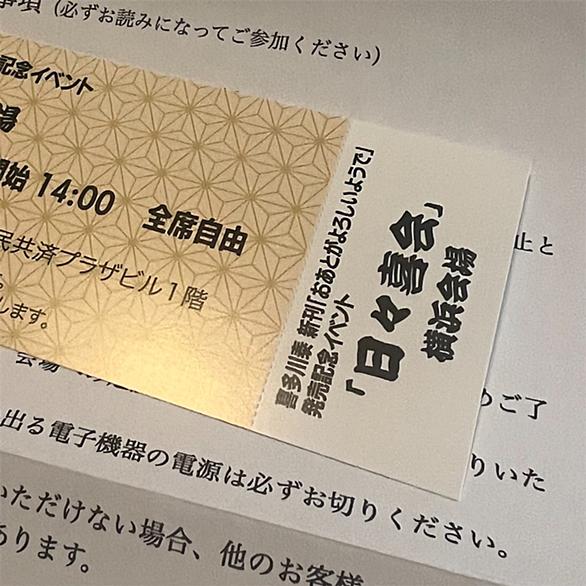 事項（必ずお読みになってご参加ください）
記念イベント
場
開始 14:00 全席自由
民共済プラザビル1階
します。
喜多川泰 新刊「おあとがよろしいようで」
発売記念イベント
「日々喜会」
横浜会場
止と
めご了
りいた
出る電子機器の電源は必ずお切りください。
いただけない場合、他のお客様
あります。